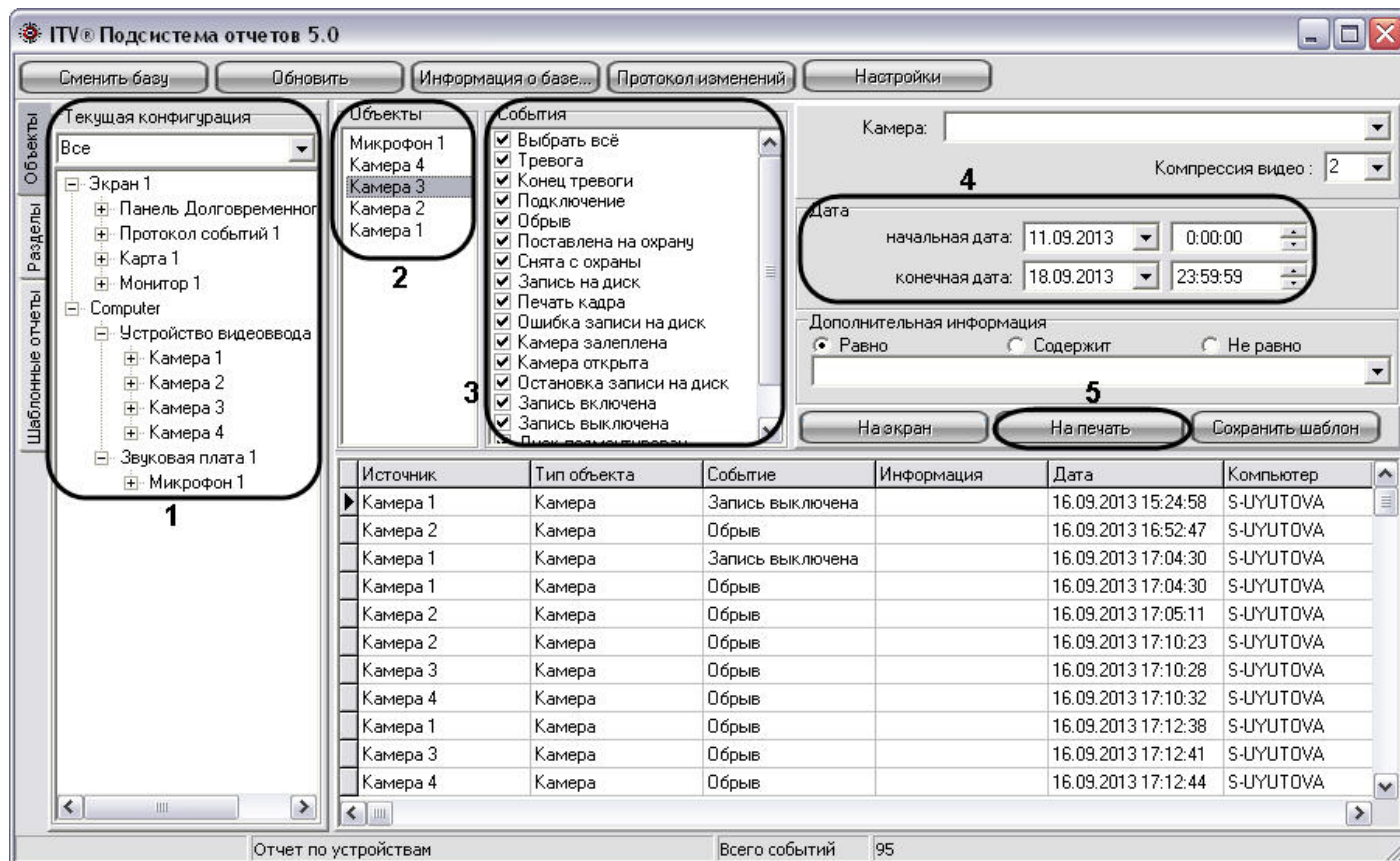 ITV® Подсистема отчетов 5.0
Сменить базу Обновить Информация о базе... Протокол изменений Настройки
Объекты
Разделы
Шаблонные отчеты
Текущая конфигурация
Все
Экран 1
Панель Долговременног
Протокол событий 1
Карта 1
Монитор 1
Computer
Устройство видеоввода
Камера 1
Камера 2
Камера 3
Камера 4
Звуковая плата 1
Микрофон 1
1
Объекты
Микрофон 1
Камера 4
Камера 3
Камера 2
Камера 1
2
События
Выбрать всё
Тревога
Конец тревоги
Подключение
Обрыв
Поставлена на охрану
Снята с охраны
Запись на диск
Печать кадра
Ошибка записи на диск
Камера залеплена
Камера открыта
Остановка записи на диск
Запись включена
Запись выключена
3
Камера:
Компрессия видео : 2
4
Дата
начальная дата: 11.09.2013 0:00:00
конечная дата: 18.09.2013 23:59:59
Дополнительная информация
Равно Содержит Не равно
5
На экран На печать Сохранить шаблон
Источник Тип объекта Событие Информация Дата Компьютер
Камера 1 Камера Запись выключена 16.09.2013 15:24:58 S-UYUTOVA
Камера 2 Камера Обрыв 16.09.2013 16:52:47 S-UYUTOVA
Камера 1 Камера Запись выключена 16.09.2013 17:04:30 S-UYUTOVA
Камера 1 Камера Обрыв 16.09.2013 17:04:30 S-UYUTOVA
Камера 2 Камера Обрыв 16.09.2013 17:05:11 S-UYUTOVA
Камера 2 Камера Обрыв 16.09.2013 17:10:23 S-UYUTOVA
Камера 3 Камера Обрыв 16.09.2013 17:10:28 S-UYUTOVA
Камера 4 Камера Обрыв 16.09.2013 17:10:32 S-UYUTOVA
Камера 1 Камера Обрыв 16.09.2013 17:12:38 S-UYUTOVA
Камера 3 Камера Обрыв 16.09.2013 17:12:41 S-UYUTOVA
Камера 4 Камера Обрыв 16.09.2013 17:12:44 S-UYUTOVA
Отчет по устройствам Всего событий 95